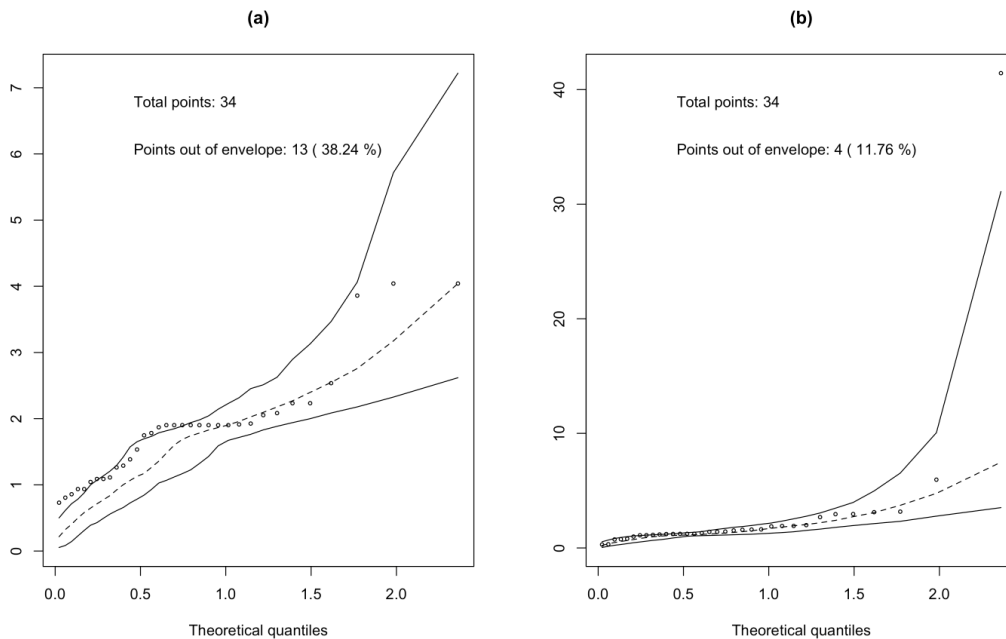 (a)
Total points: 34
Points out of envelope: 13 ( 38.24 %)
7
6
5
4
3
2
1
0
0.0 0.5 1.0 1.5 2.0
Theoretical quantiles
(b)
Total points: 34
Points out of envelope: 4 ( 11.76 %)
40
30
20
10
0
0.0 0.5 1.0 1.5 2.0
Theoretical quantiles